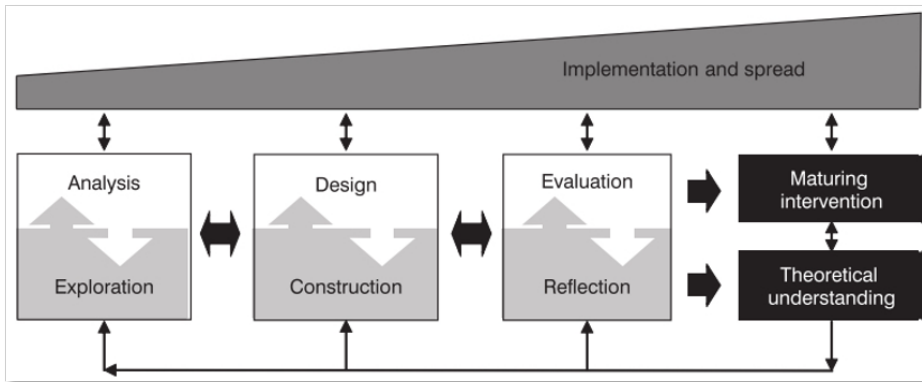 Implementation and spread
Analysis
Exploration
Design
Construction
Evaluation
Reflection
Maturing
intervention
Theoretical
understanding